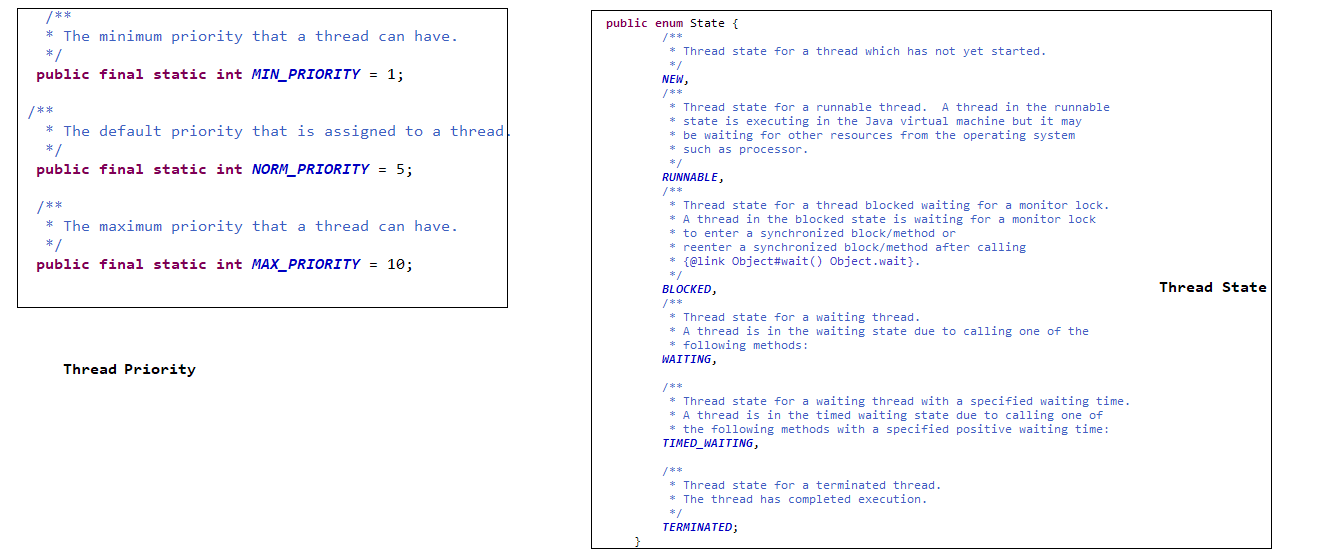 /**
* The minimum priority that a thread can have.
*/
public final static int MIN_PRIORITY = 1;
/**
* The default priority that is assigned to a thread.
*/
public final static int NORM_PRIORITY = 5;
/**
* The maximum priority that a thread can have.
*/
public final static int MAX_PRIORITY = 10;
Thread Priority
public enum State {
/**
* Thread state for a thread which has not yet started.
*/
NEW,
/**
* Thread state for a runnable thread.  A thread in the runnable
* state is executing in the Java virtual machine but it may
* be waiting for other resources from the operating system
* such as processor.
*/
RUNNABLE,
/**
* Thread state for a thread blocked waiting for a monitor lock.
* A thread in the blocked state is waiting for a monitor lock
* to enter a synchronized block/method or
* reenter a synchronized block/method after calling
* {@link Object#wait() Object.wait}.
*/
BLOCKED,
/**
* Thread state for a waiting thread.
* A thread is in the waiting state due to calling one of the
* following methods:
WAITING,
/**
* Thread state for a waiting thread with a specified waiting time.
* A thread is in the timed waiting state due to calling one of
* the following methods with a specified positive waiting time:
TIMED_WAITING,
/**
* Thread state for a terminated thread.
* The thread has completed execution.
*/
TERMINATED;
}
Thread State